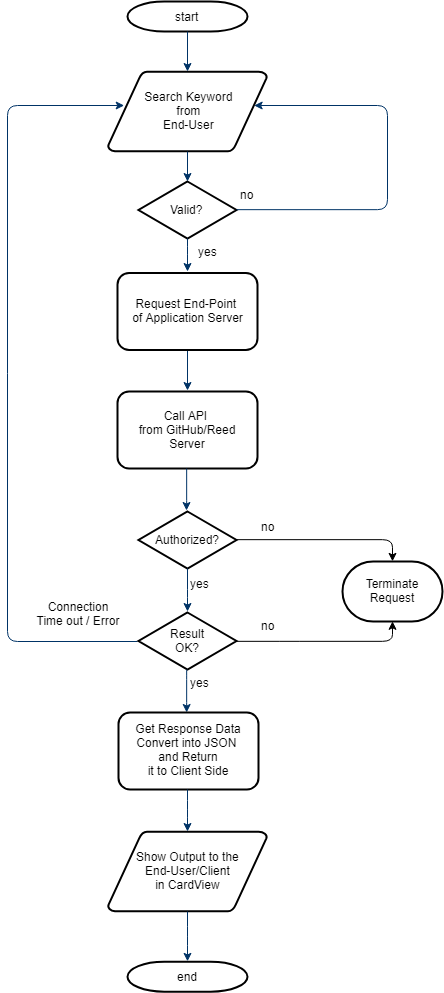 start
Search Keyword
from
End-User
no
Valid?
yes
Request End-Point
of Application Server
Call API
from GitHub/Reed
Server
no
Authorized?
yes
Terminate
Request
Connection
Time out / Error
no
Result
OK?
yes
Get Response Data
Convert into JSON
and Return
it to Client Side
Show Output to the
End-User/Client
in CardView
end